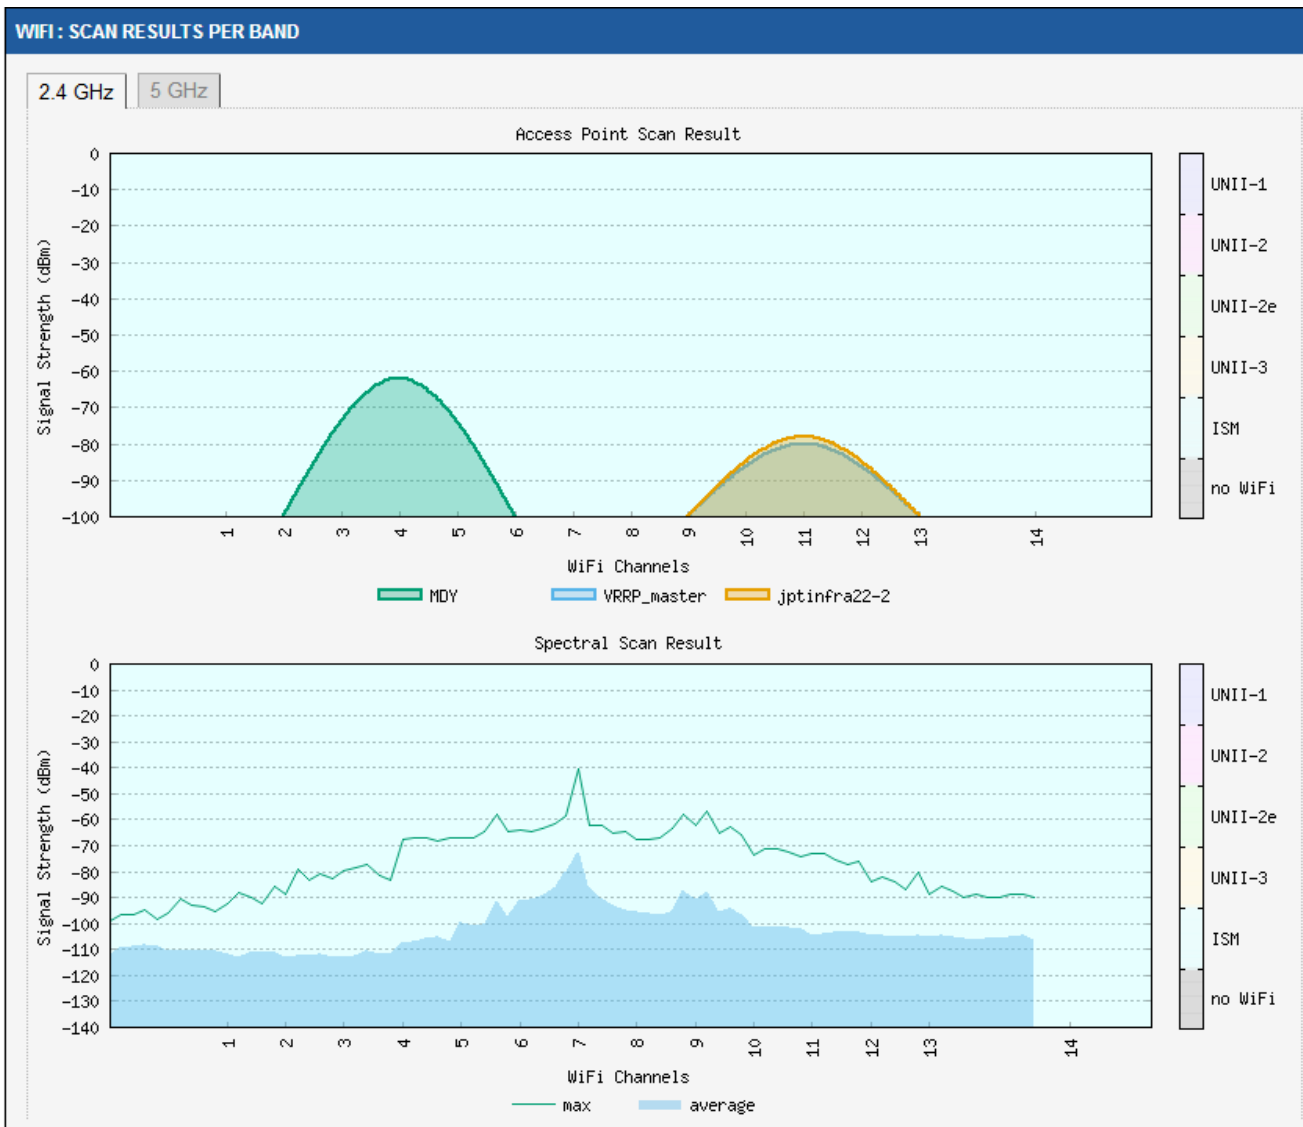 WIFI : SCAN RESULTS PER BAND
2.4 GHz
5 GHz
Access Point Scan Result
Signal Strength (dBm)
0
-10
-20
-30
-40
-50
-60
-70
-80
-90
-100
1 2 3 4 5 6 7 8 9 10 11 12 13 14
WiFi Channels
MDY VRRP_master jptinfra22-2
UNII-1
UNII-2
UNII-2e
UNII-3
ISM
no WiFi
Spectral Scan Result
Signal Strength (dBm)
0
-10
-20
-30
-40
-50
-60
-70
-80
-90
-100
-110
-120
-130
-140
1 2 3 4 5 6 7 8 9 10 11 12 13 14
WiFi Channels
max average
UNII-1
UNII-2
UNII-2e
UNII-3
ISM
no WiFi